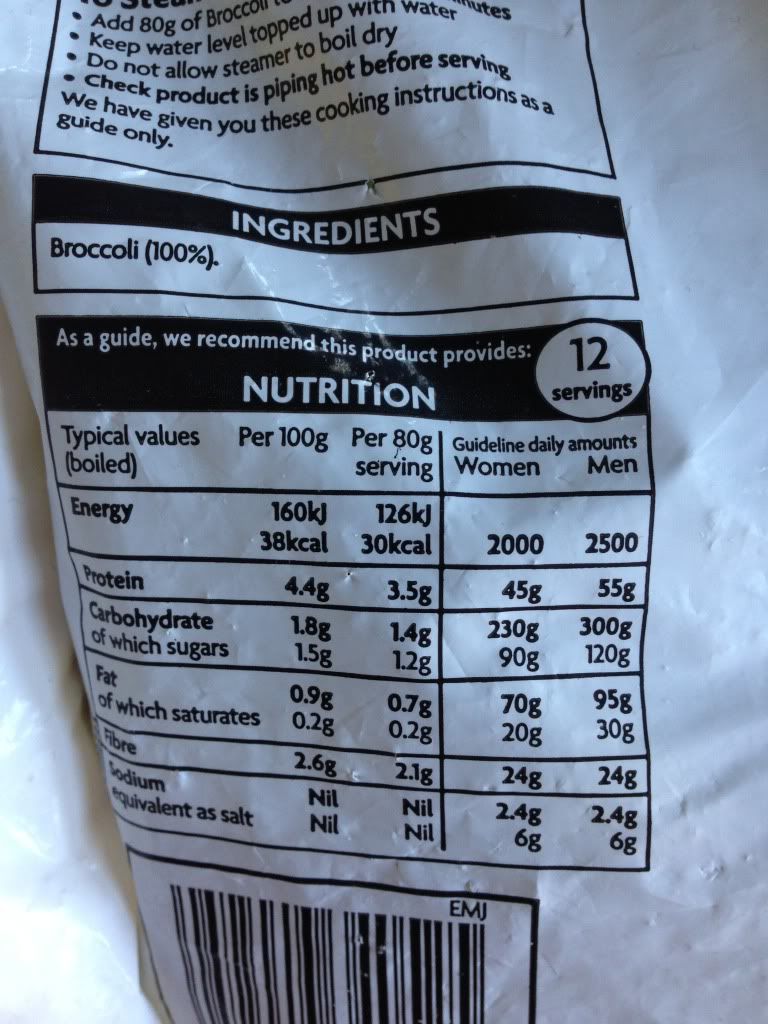 • Add 80g of Broccoli
• Keep water level topped up with water
• Do not allow steamer to boil dry
• Check product is piping hot before serving
We have given you these cooking instructions as a
guide only.
INGREDIENTS
Broccoli (100%).
As a guide, we recommend this product provides:
12
servings
NUTRITION
Typical values Per 100g Per 80g Guideline daily amounts
(boiled) serving Women Men
Energy 160kJ 126kJ
38kcal 30kcal 2000 2500
Protein 4.4g 3.5g 45g 55g
Carbohydrate 1.8g 1.4g 230g 300g
of which sugars 1.5g 1.2g 90g 120g
Fat 0.9g 0.7g 70g 95g
of which saturates 0.2g 0.2g 20g 30g
Fibre 2.6g 2.1g 24g 24g
Sodium Nil Nil 2.4g 2.4g
equivalent as salt Nil Nil 6g 6g
EMJ